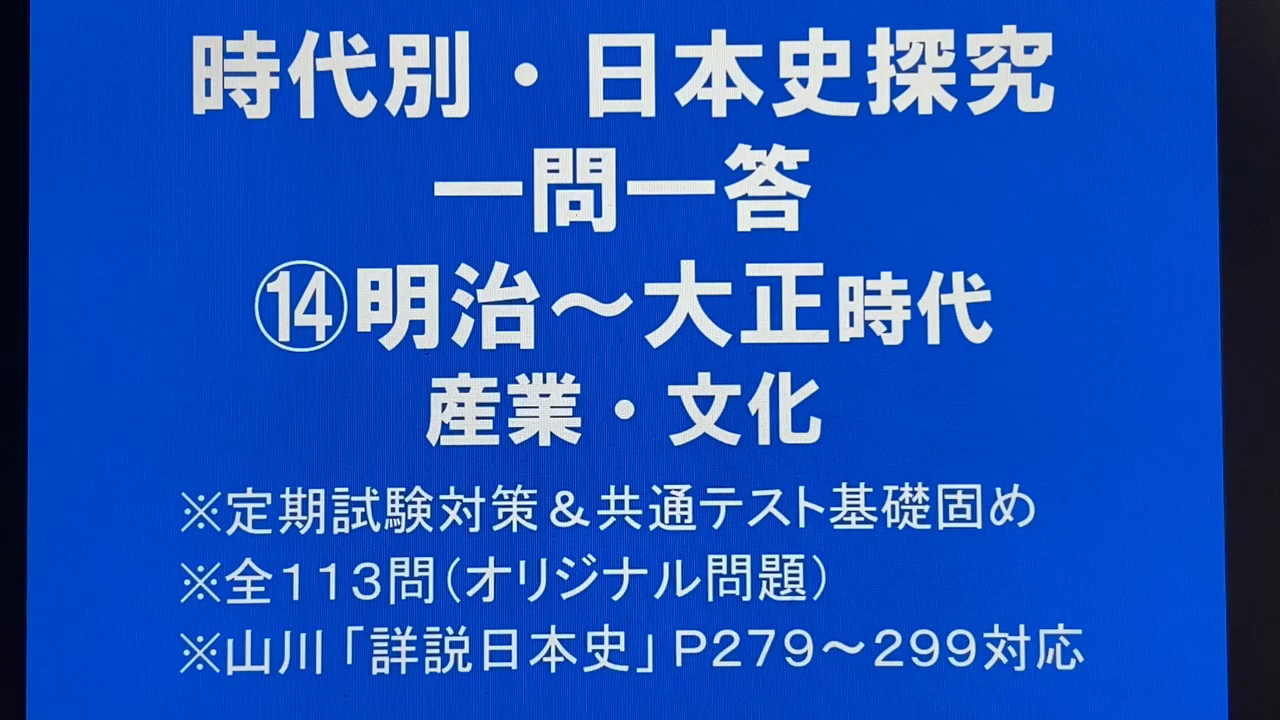 時代別・日本史探究
一問一答
⑭明治～大正時代
産業・文化
※定期試験対策＆共通テスト基礎固め
※全１１３問（オリジナル問題）
※山川「詳説日本史」Ｐ２７９～２９９対応